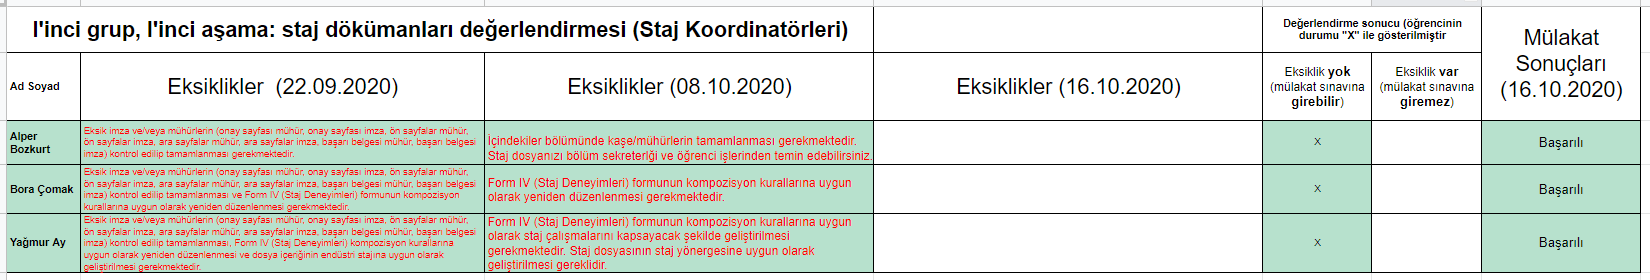 I'inci grup, I'inci aşama: staj dökümanları değerlendirmesi (Staj Koordinatörleri)
Değerlendirme sonucu (öğrencinin
durumu "X" ile gösterilmiştir
Mülakat
Sonuçları
(16.10.2020)
Ad Soyad
Eksiklikler (22.09.2020)
Eksiklikler (08.10.2020)
Eksiklikler (16.10.2020)
Eksiklik yok
(mülakat sınavına
girebilir)
Eksiklik var
(mülakat sınavına
giremez)
Alper
Bozkurt
Eksik imza ve/veya mühürlerin (onay sayfası mühür, onay sayfası imza, ön sayfalar mühür,
ön sayfalar imza, ara sayfalar mühür, ara sayfalar imza, başarı belgesi mühür, başarı belgesi
imza) kontrol edilip tamamlanması gerekmektedir.
İçindekiler bölümünde kaşe/mühürlerin tamamlanması gerekmektedir.
Staj dosyanızı bölüm sekreterlği ve öğrenci işlerinden temin edebilirsiniz.
X
Başarılı
Bora Çomak
Eksik imza ve/veya mühürlerin (onay sayfası mühür, onay sayfası imza, ön sayfalar mühür,
ön sayfalar imza, ara sayfalar mühür, ara sayfalar imza, başarı belgesi mühür, başarı belgesi
imza) kontrol edilip tamamlanması ve Form IV (Staj Deneyimleri) formunun kompozisyon
kurallarına uygun olarak yeniden düzenlenmesi gerekmektedir.
Form IV (Staj Deneyimleri) formunun kompozisyon kurallarına uygun
olarak yeniden düzenlenmesi gerekmektedir.
X
Başarılı
Yağmur Ay
Eksik imza ve/veya mühürlerin (onay sayfası mühür, onay sayfası imza, ön sayfalar mühür,
ön sayfalar imza, ara sayfalar mühür, ara sayfalar imza, başarı belgesi mühür, başarı belgesi
imza) kontrol edilip tamamlanması, Form IV (Staj Deneyimleri) kompozisyon kurallarına
uygun olarak yeniden düzenlenmesi ve dosya içeriğinin endüstri stajına uygun olarak
geliştirilmesi gerekmektedir.
Form IV (Staj Deneyimleri) formunun kompozisyon kurallarına uygun
olarak staj çalışmalarını kapsayacak şekilde geliştirilmesi
gerekmektedir. Staj dosyasının staj yönergesine uygun olarak
geliştirilmesi gereklidir.
X
Başarılı